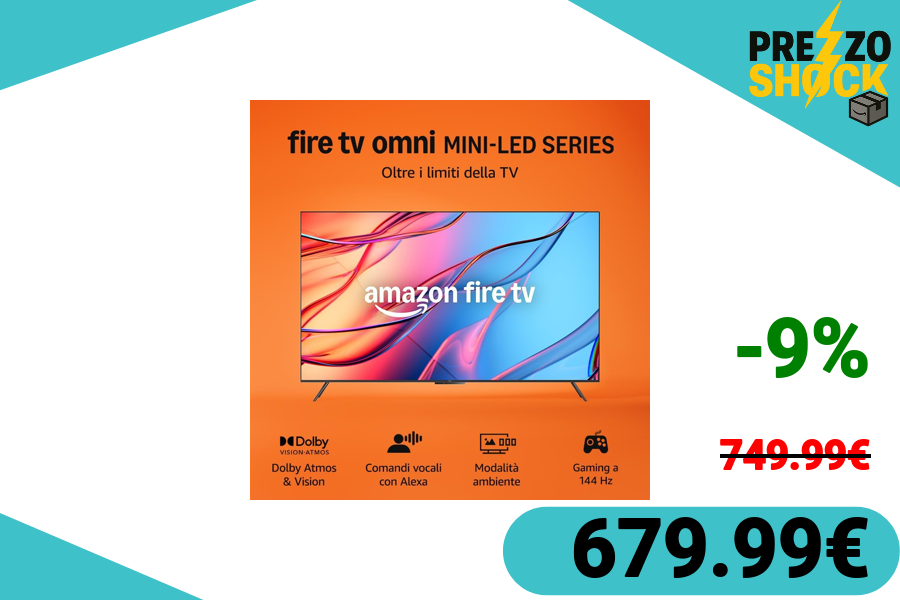 PREZZO
SHOCK
fire tv omni MINI-LED SERIES
Oltre i limiti della TV
amazon fire tv
Dolby
VISION·ATMOS
Dolby Atmos
& Vision
Comandi vocali
con Alexa
Modalità
ambiente
Gaming a
144 Hz
-9%
749.99€
679.99€